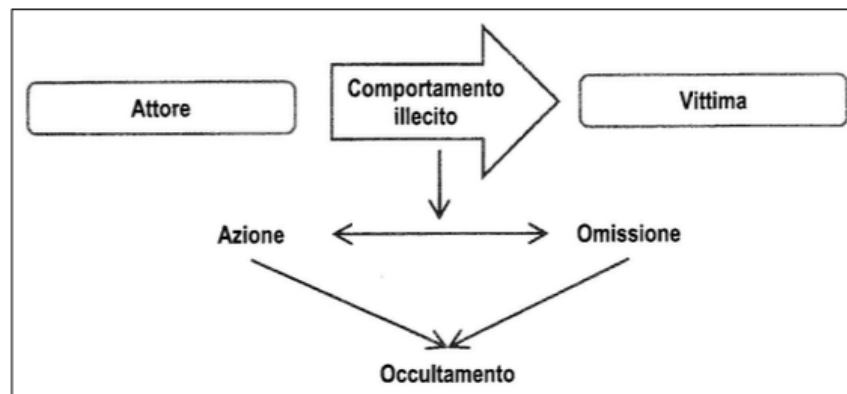 Attore
Comportamento
illecito
Vittima
Azione
Omissione
Occultamento